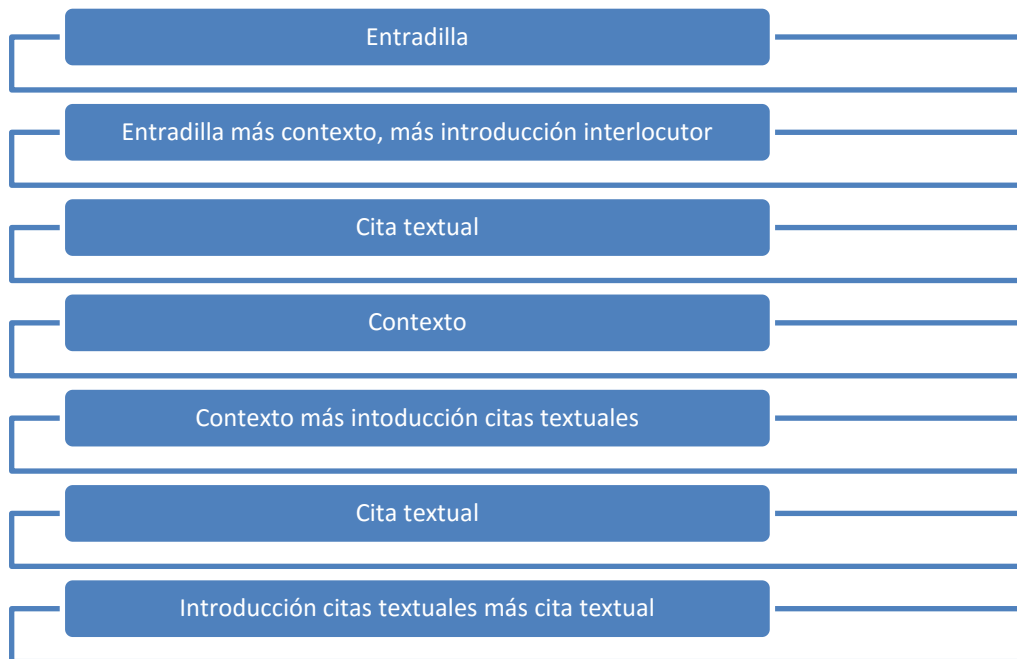 Entradilla
Entradilla más contexto, más introducción interlocutor
Cita textual
Contexto
Contexto más intoducción citas textuales
Cita textual
Introducción citas textuales más cita textual